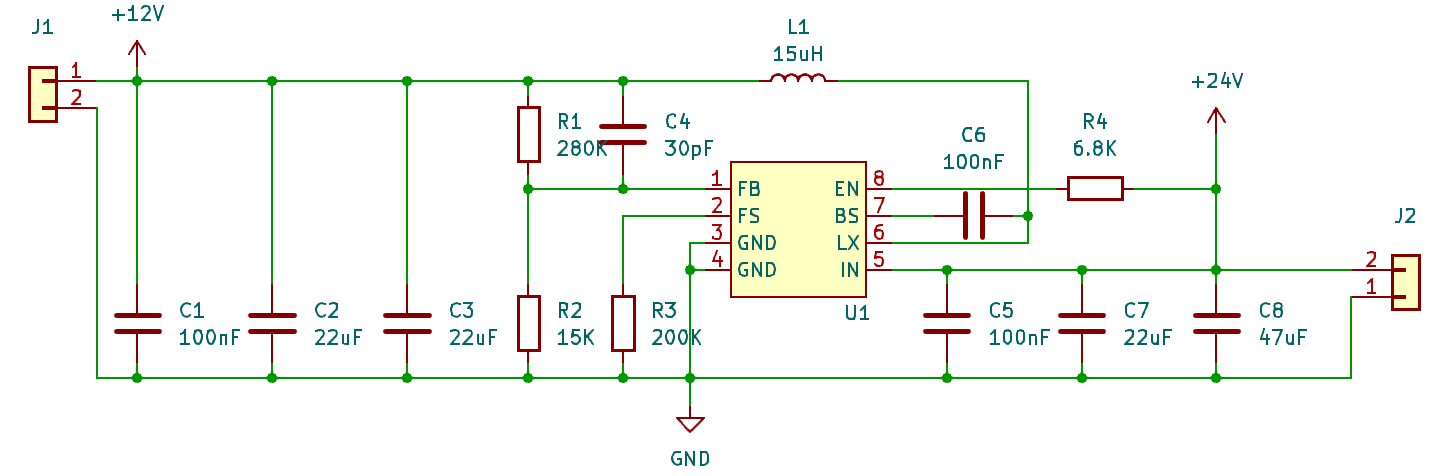 J1
+12V
1
2
C1
100nF
C2
22uF
C3
22uF
R1
280K
C4
30pF
R2
15K
R3
200K
GND
L1
15uH
1
FB
2
FS
3
GND
4
GND
EN
8
BS
7
LX
6
IN
5
U1
C6
100nF
R4
6.8K
+24V
C5
100nF
C7
22uF
C8
47uF
J2
2
1